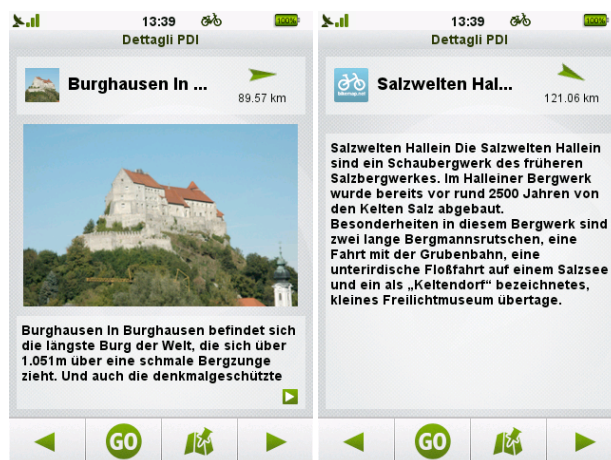 13:39
100%
Dettagli PDI
Burghausen In ...
89.57 km
Burghausen In Burghausen befindet sich
die längste Burg der Welt, die sich über
1.051m über eine schmale Bergzunge
zieht. Und auch die denkmalgeschützte
GO
13:39
100%
Dettagli PDI
Salzwelten Hal...
121.06 km
Salzwelten Hallein Die Salzwelten Hallein
sind ein Schaubergwerk des früheren
Salzbergwerkes. Im Halleiner Bergwerk
wurde bereits vor rund 2500 Jahren von
den Kelten Salz abgebaut.
Besonderheiten in diesem Bergwerk sind
zwei lange Bergmannsrutschen, eine
Fahrt mit der Grubenbahn, eine
unterirdische Floßfahrt auf einem Salzsee
und ein als „Keltendorf“ bezeichnetes,
kleines Freilichtmuseum übertage.
GO